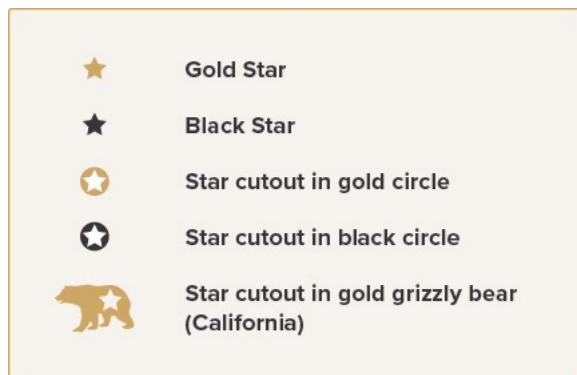 Gold Star
Black Star
Star cutout in gold circle
Star cutout in black circle
Star cutout in gold grizzly bear
(California)